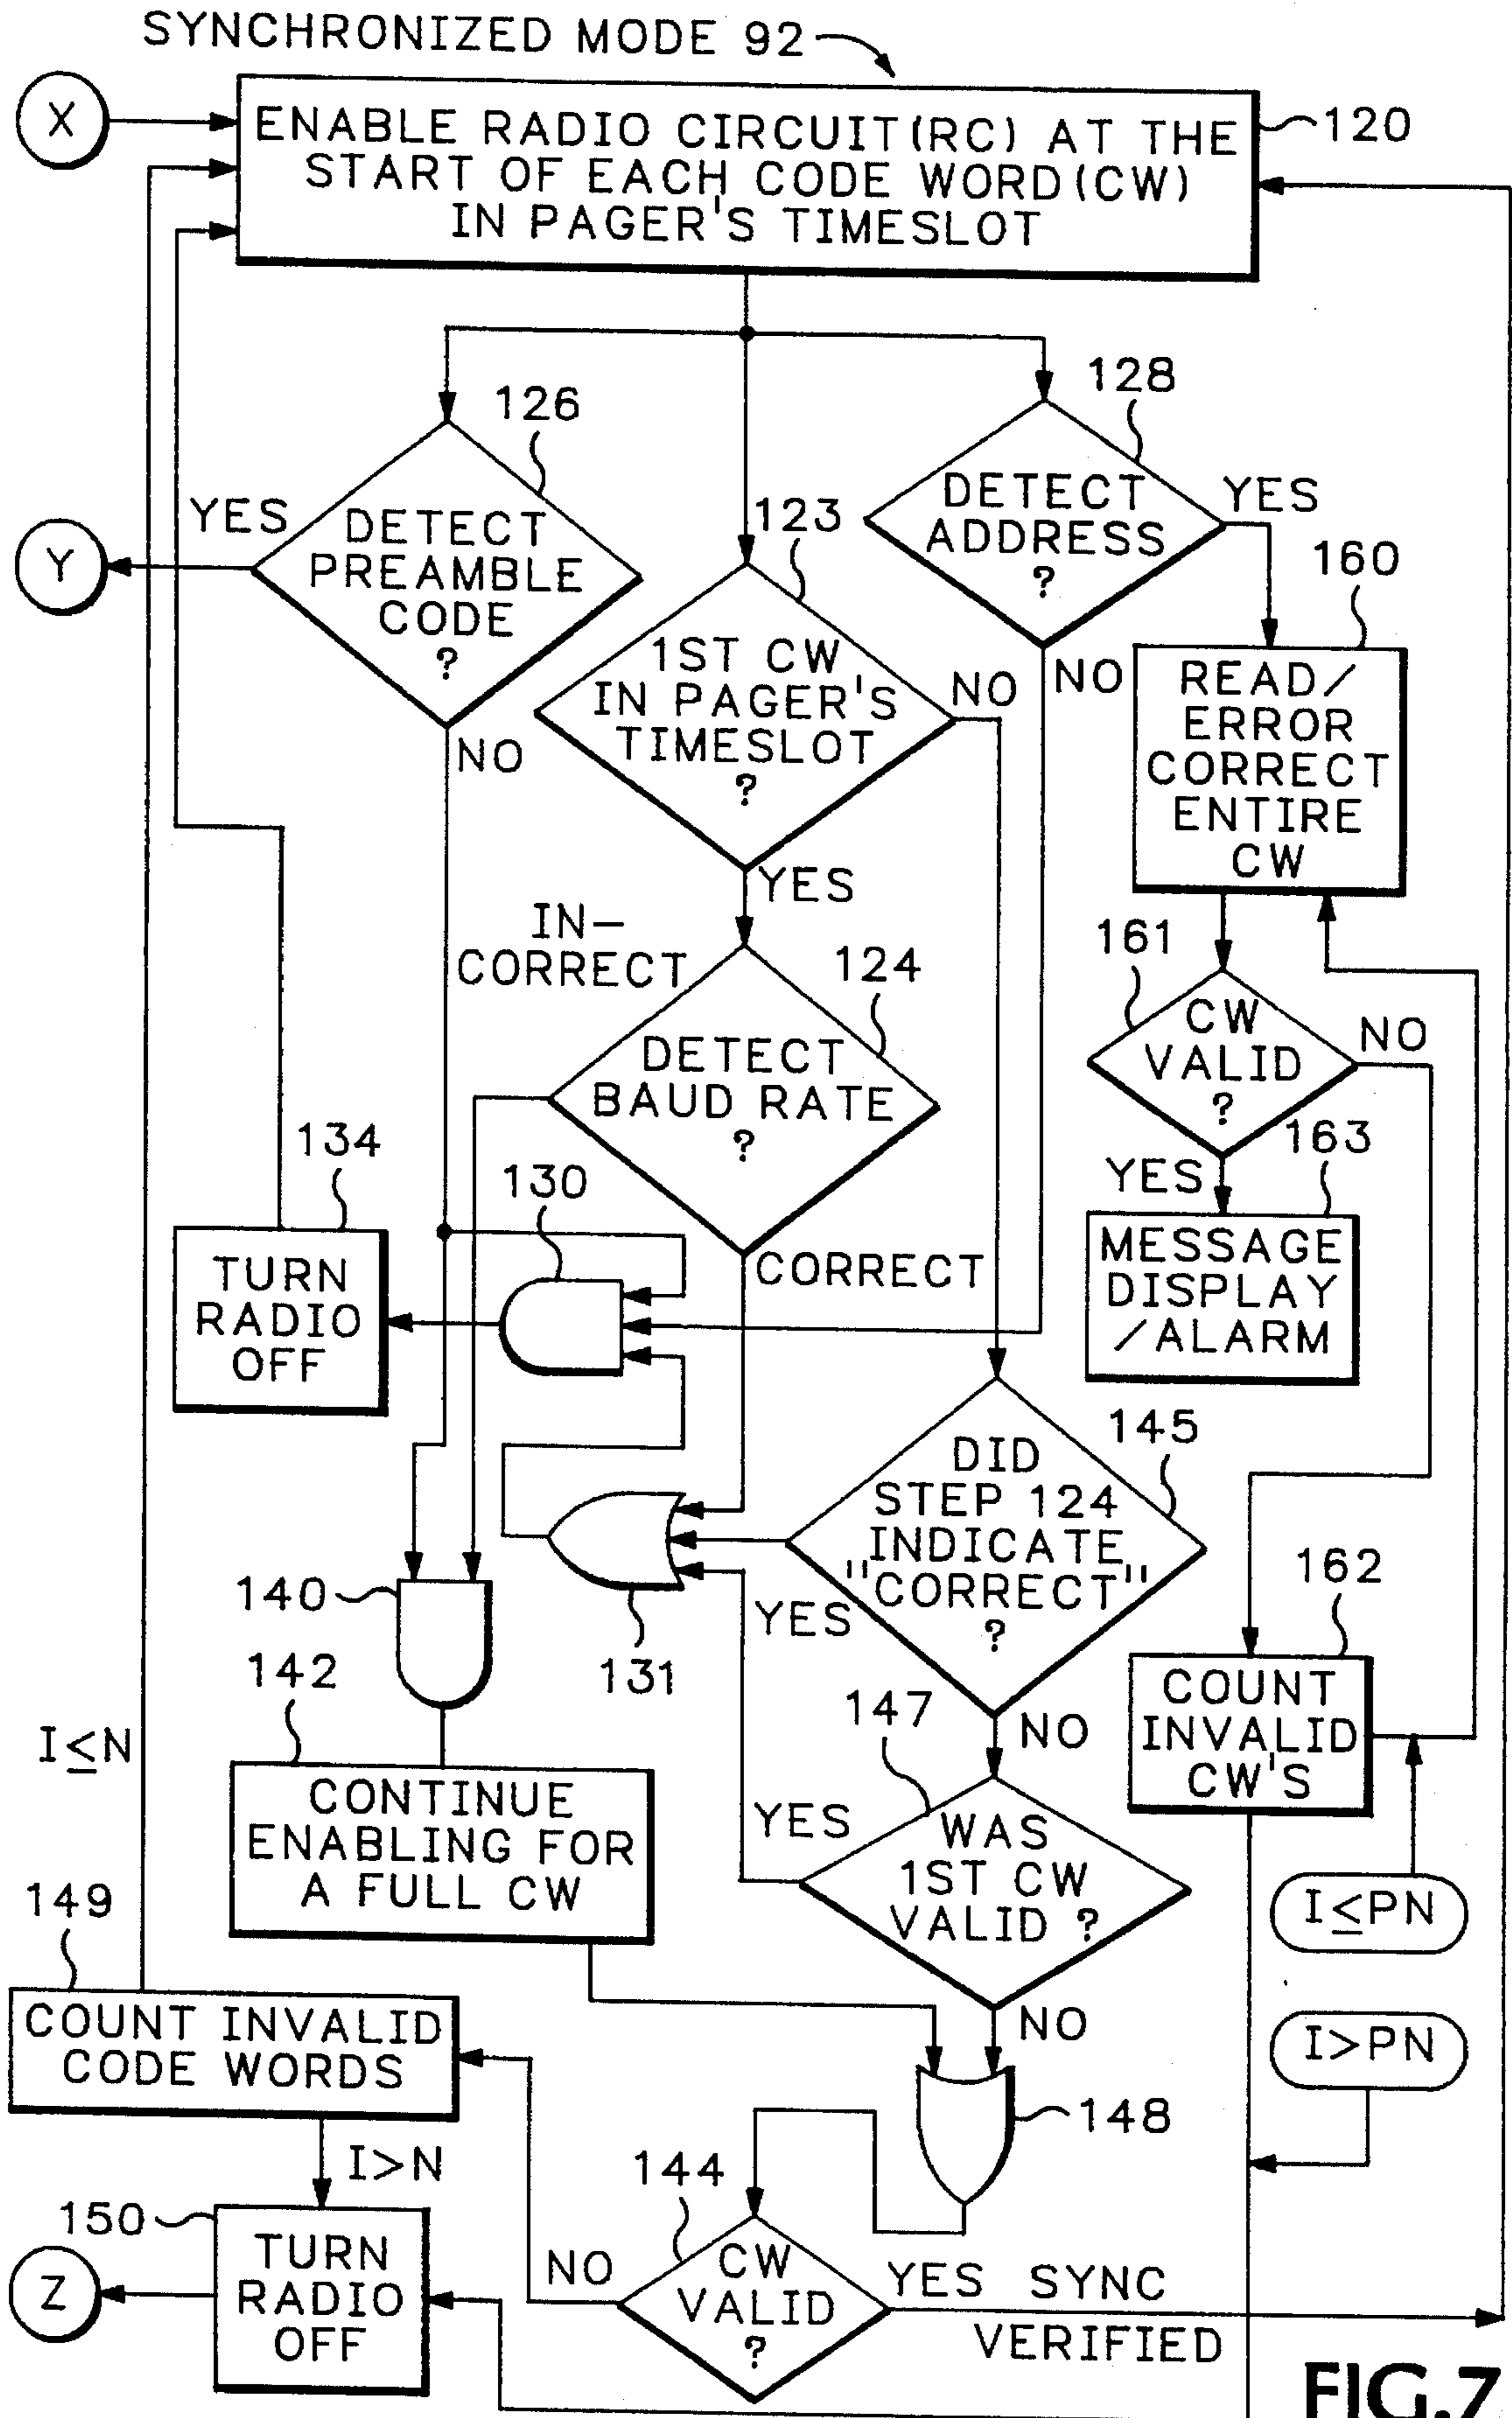 SYNCHRONIZED MODE 92
X
ENABLE RADIO CIRCUIT(RC) AT THE
START OF EACH CODE WORD(CW)
IN PAGER'S TIMESLOT
120
126
YES
DETECT
PREAMBLE
CODE
?
NO
Y
123
1ST CW
IN PAGER'S
TIMESLOT
?
NO
YES
128
DETECT
ADDRESS
?
YES
NO
160
READ/
ERROR
CORRECT
ENTIRE
CW
IN-
CORRECT
124
DETECT
BAUD RATE
?
CORRECT
161
CW
VALID
?
NO
YES
163
MESSAGE
DISPLAY
/ALARM
134
TURN
RADIO
OFF
130
145
DID
STEP 124
INDICATE
"CORRECT"
?
YES
NO
131
140
162
COUNT
INVALID
CW'S
142
CONTINUE
ENABLING FOR
A FULL CW
147
YES
WAS
1ST CW
VALID ?
NO
I≤N
I≤PN
I>PN
149
COUNT INVALID
CODE WORDS
I>N
148
150
TURN
RADIO
OFF
Z
144
CW
VALID
?
NO
YES SYNC
VERIFIED
FIG.7